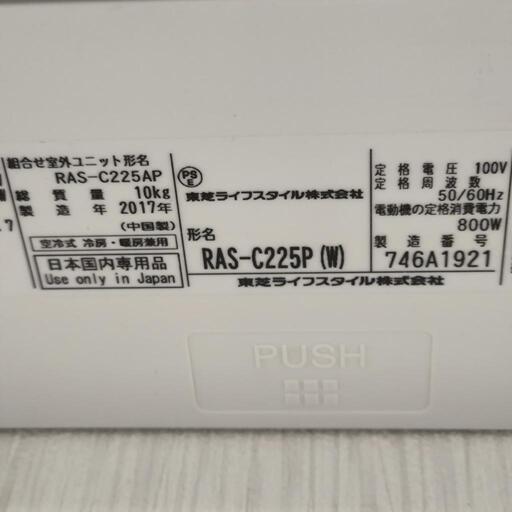 組合せ室外ユニット形名
RAS-C225AP
総質量 10kg
製造年 2017年
(中国製)
空冷式 冷房・暖房兼用
日本国内専用品
Use only in Japan
PS
E
東芝ライフスタイル株式会社
形名
RAS-C225P(W)
東芝ライフスタイル株式会社
定格電圧 100V
定格周波数
50/60Hz
電動機の定格消費電力
800W
製造番号
746A1921
PUSH